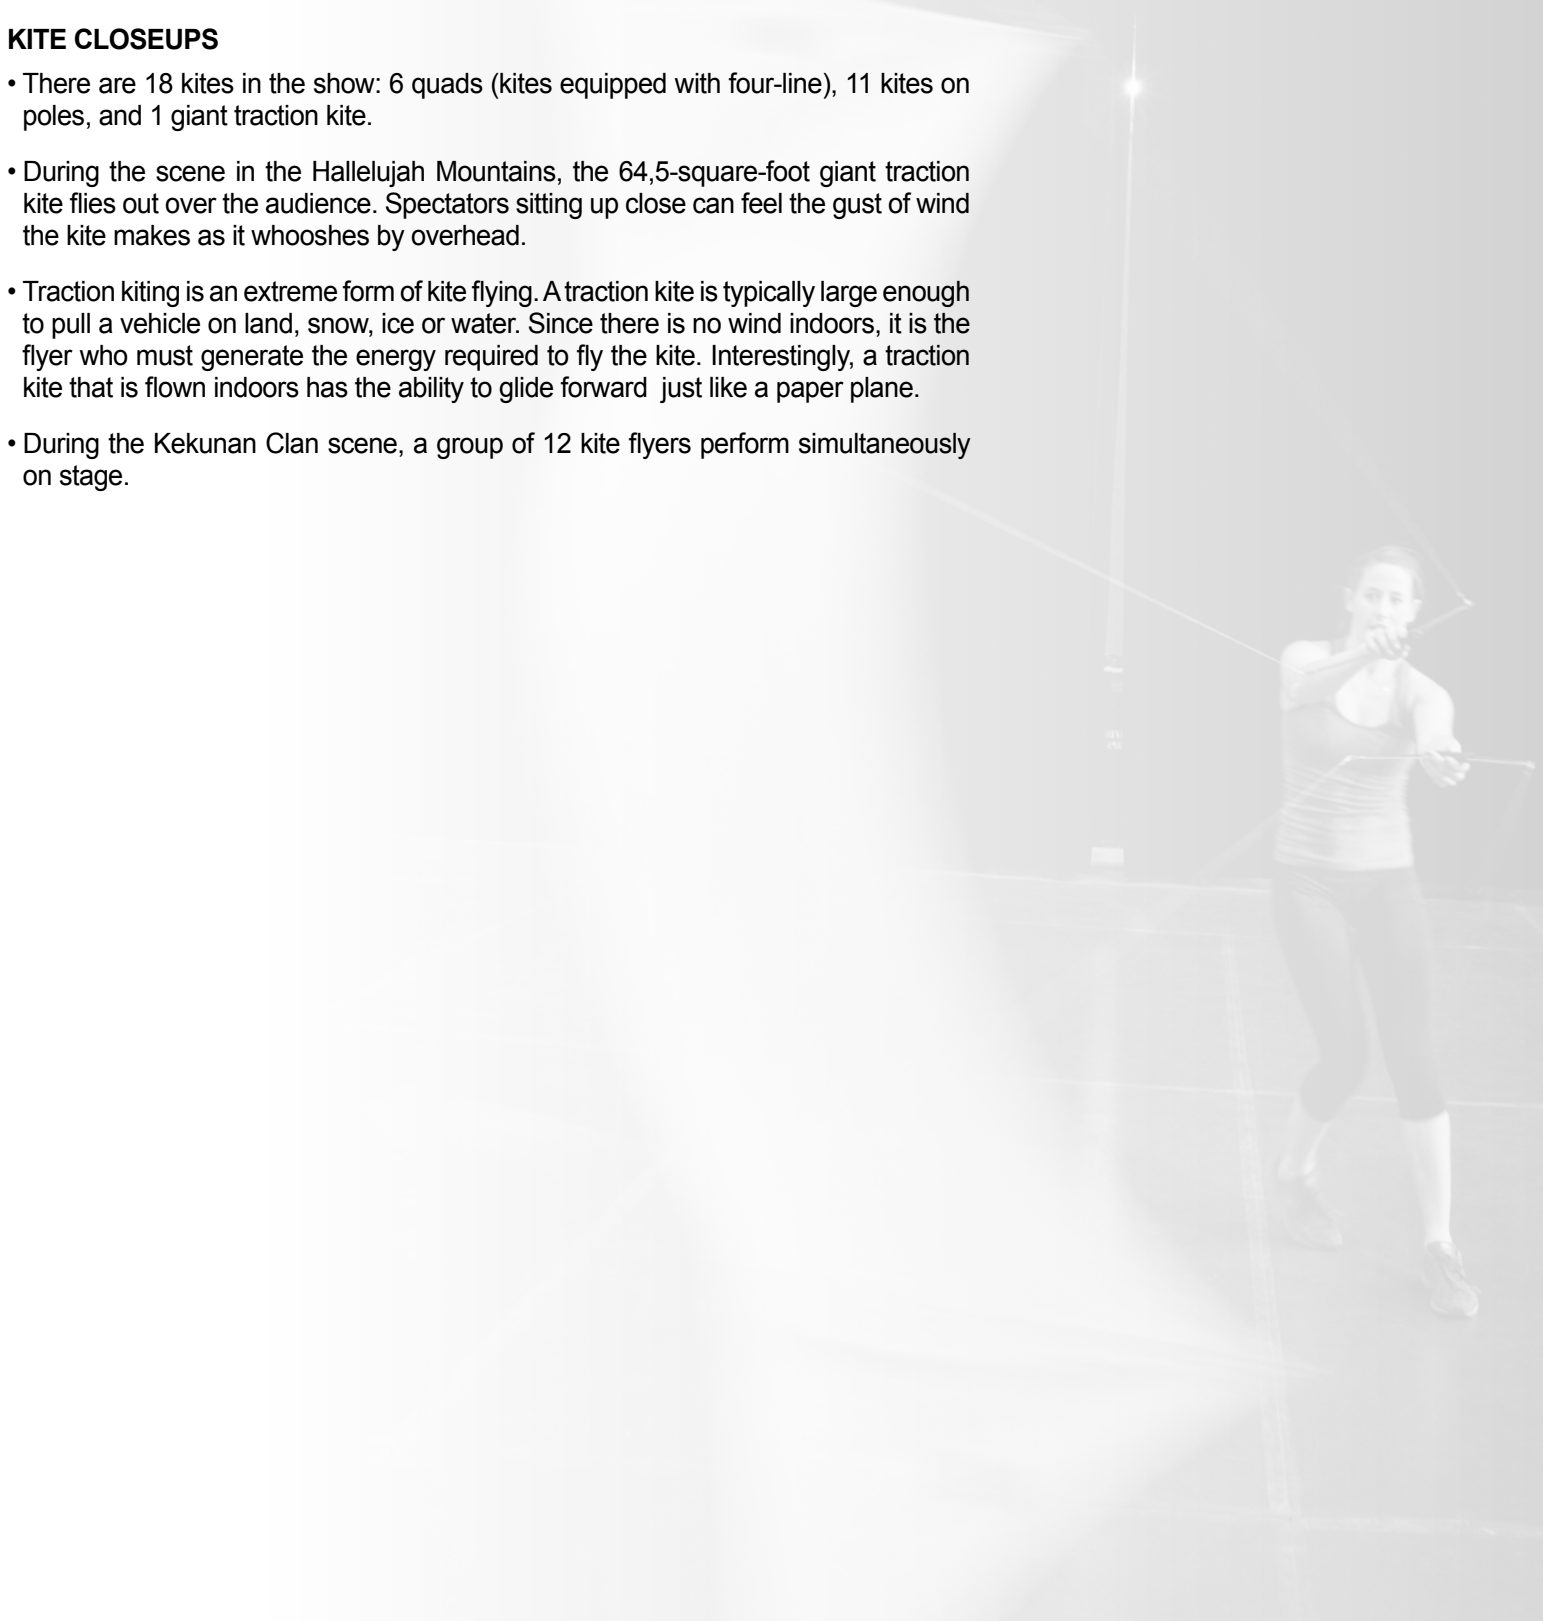 KITE CLOSEUPS
• There are 18 kites in the show: 6 quads (kites equipped with four-line), 11 kites on
poles, and 1 giant traction kite.
• During the scene in the Hallelujah Mountains, the 64,5-square-foot giant traction
kite flies out over the audience. Spectators sitting up close can feel the gust of wind
the kite makes as it whooshes by overhead.
• Traction kiting is an extreme form of kite flying. A traction kite is typically large enough
to pull a vehicle on land, snow, ice or water. Since there is no wind indoors, it is the
flyer who must generate the energy required to fly the kite. Interestingly, a traction
kite that is flown indoors has the ability to glide forward  just like a paper plane.
• During the Kekunan Clan scene, a group of 12 kite flyers perform simultaneously
on stage.